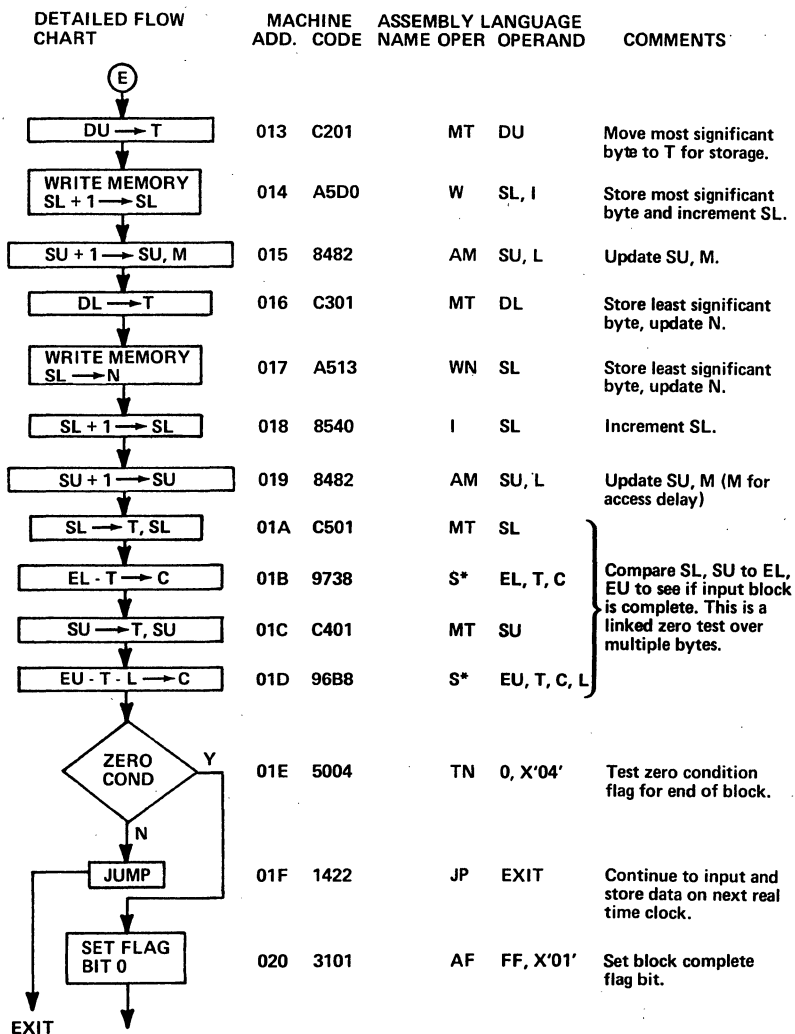 DETAILED FLOW MACHINE ASSEMBLY LANGUAGE
CHART ADD. CODE NAME OPER OPERAND COMMENTS
E
DU → T 013 C201 MT DU Move most significant
byte to T for storage.
WRITE MEMORY
SL + 1 → SL 014 A5D0 W SL, I Store most significant
byte and increment SL.
SU + 1 → SU, M 015 8482 AM SU, L Update SU, M.
DL → T 016 C301 MT DL Store least significant
byte, update N.
WRITE MEMORY
SL → N 017 A513 WN SL Store least significant
byte, update N.
SL + 1 → SL 018 8540 I SL Increment SL.
SU + 1 → SU 019 8482 AM SU, L Update SU, M (M for
access delay)
SL → T, SL 01A C501 MT SL
EL - T → C 01B 9738 S* EL, T, C
Compare SL, SU to EL,
EU to see if input block
is complete. This is a
linked zero test over
multiple bytes.
SU → T, SU 01C C401 MT SU
EU - T - L → C 01D 96B8 S* EU, T, C, L
ZERO
COND
Y
01E 5004 TN 0, X'04' Test zero condition
flag for end of block.
N
JUMP 01F 1422 JP EXIT Continue to input and
store data on next real
time clock.
SET FLAG
BIT 0 020 3101 AF FF, X'01' Set block complete
flag bit.
EXIT